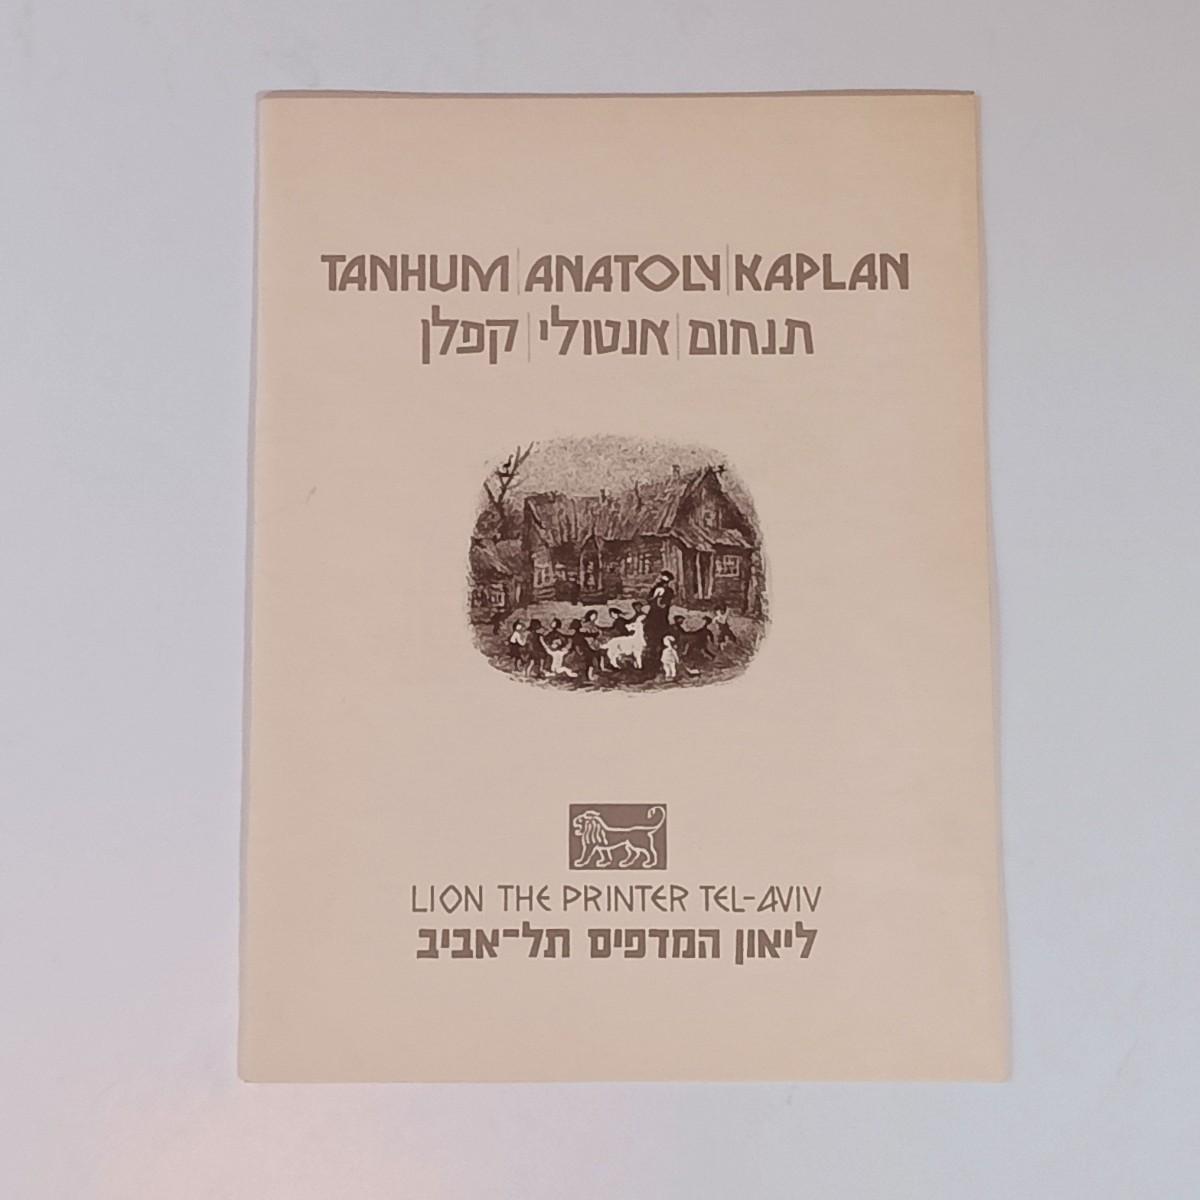 TANHUM|ANATOLY|KAPLAN
תנחום|אנטולי|קפלן
LION THE PRINTER TEL-AVIV
ליאון המדפיס תל-אביב